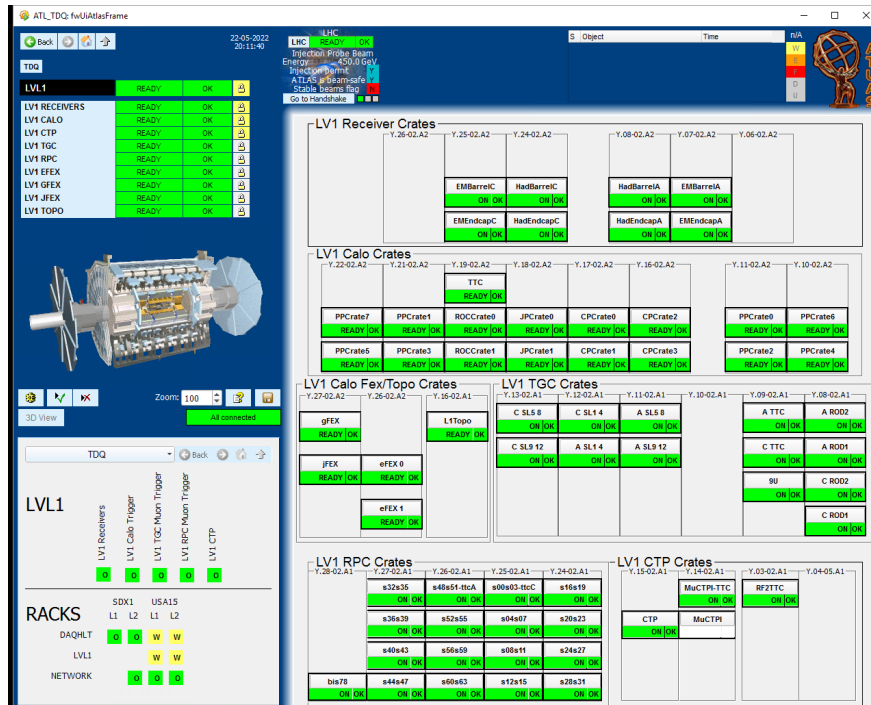 ATL_TDQ: fwUiAtlasFrame
Back
22-05-2022
20:11:40
TDQ
LVL1 READY OK
LV1 RECEIVERS READY OK
LV1 CALO READY OK
LV1 CTP READY OK
LV1 TGC READY OK
LV1 RPC READY OK
LV1 EFEX READY OK
LV1 GFEX READY OK
LV1 JFEX READY OK
LV1 TOPO READY OK
LHC
LHC READY OK
Injection Probe Beam
Energy: 450.0 GeV
Injection permit Y
ATLAS is beam-safe Y
Stable beams flag N
Go to Handshake
S Object Time
n/A
W
E
F
D
U
Zoom: 100
3D View
All connected
TDQ
Back
LVL1
LV1 Receivers
LV1 Calo Trigger
LV1 TGC Muon Trigger
LV1 RPC Muon Trigger
LV1 CTP
O O O O O
RACKS
SDX1 USA15
L1 L2 L1 L2
DAQHLT O O W W
LVL1 W W
NETWORK O O O
LV1 Receiver Crates
Y.26-02.A2 Y.25-02.A2 Y.24-02.A2 Y.08-02.A2 Y.07-02.A2 Y.06-02.A2
EMBarrelC HadBarrelC HadBarrelA EMBarrelA
ON OK ON OK ON OK ON OK
EMEndcapC HadEndcapC HadEndcapA EMEndcapA
ON OK ON OK ON OK ON OK
LV1 Calo Crates
Y.22-02.A2 Y.21-02.A2 Y.19-02.A2 Y.18-02.A2 Y.17-02.A2 Y.16-02.A2 Y.11-02.A2 Y.10-02.A2
TTC
READY OK
PPCrate7 PPCrate1 ROCCrate0 JPCrate0 CPCrate0 CPCrate2 PPCrate0 PPCrate6
READY OK READY OK READY OK READY OK READY OK READY OK READY OK READY OK
PPCrate5 PPCrate3 ROCCrate1 JPCrate1 CPCrate1 CPCrate3 PPCrate2 PPCrate4
READY OK READY OK READY OK READY OK READY OK READY OK READY OK READY OK
LV1 Calo Fex/Topo Crates
Y.27-02.A2 Y.26-02.A2 Y.16-02.A1
gFEX L1Topo
READY OK READY OK
jFEX eFEX 0
READY OK READY OK
eFEX 1
READY OK
LV1 TGC Crates
Y.13-02.A1 Y.12-02.A1 Y.11-02.A1 Y.10-02.A1 Y.09-02.A1 Y.08-02.A1
C SL5 8 C SL1 4 A SL5 8 A TTC A ROD2
ON OK ON OK ON OK ON OK ON OK
C SL9 12 A SL1 4 A SL9 12 C TTC A ROD1
ON OK ON OK ON OK ON OK ON OK
9U C ROD2
ON OK ON OK
C ROD1
ON OK
LV1 RPC Crates
Y.28-02.A1 Y.27-02.A1 Y.26-02.A1 Y.25-02.A1 Y.24-02.A1
s32s35 s48s51-ttcA s00s03-ttcC s16s19
ON OK ON OK ON OK ON OK
s36s39 s52s55 s04s07 s20s23
ON OK ON OK ON OK ON OK
s40s43 s56s59 s08s11 s24s27
ON OK ON OK ON OK ON OK
bis78 s44s47 s60s63 s12s15 s28s31
ON OK ON OK ON OK ON OK ON OK
LV1 CTP Crates
Y.15-02.A1 Y.14-02.A1 Y.03-02.A1 Y.04-05.A1
MuCTPI-TTC RF2TTC
ON OK ON OK
CTP MuCTPI
ON OK